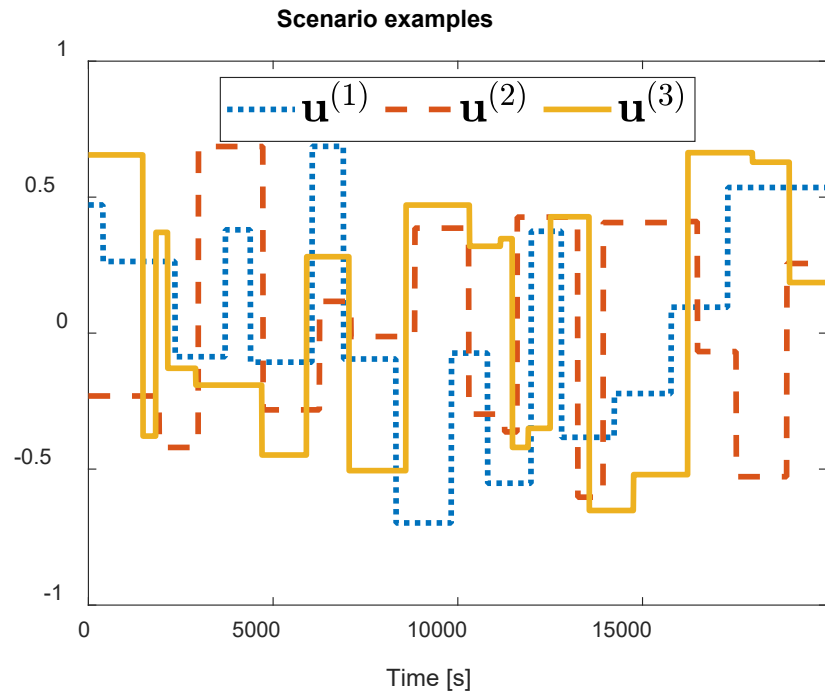 Scenario examples
1
u^(1) u^(2) u^(3)
0.5
0
-0.5
-1
0 5000 10000 15000
Time [s]